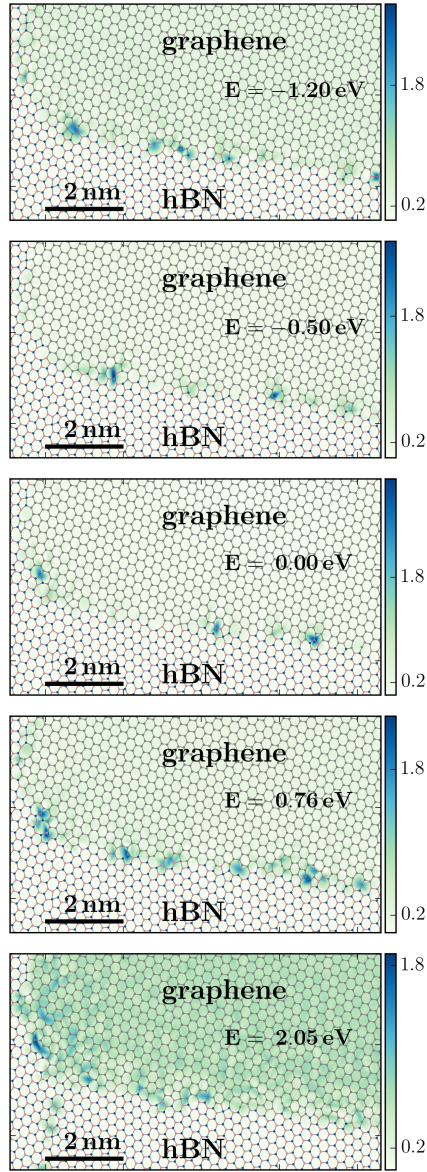 graphene
1.8
E = −1.20 eV
2 nm
hBN
0.2
graphene
1.8
E = −0.50 eV
2 nm
hBN
0.2
graphene
E = 0.00 eV
1.8
2 nm
hBN
0.2
graphene
1.8
E = 0.76 eV
2 nm
hBN
0.2
1.8
graphene
E = 2.05 eV
2 nm
hBN
0.2